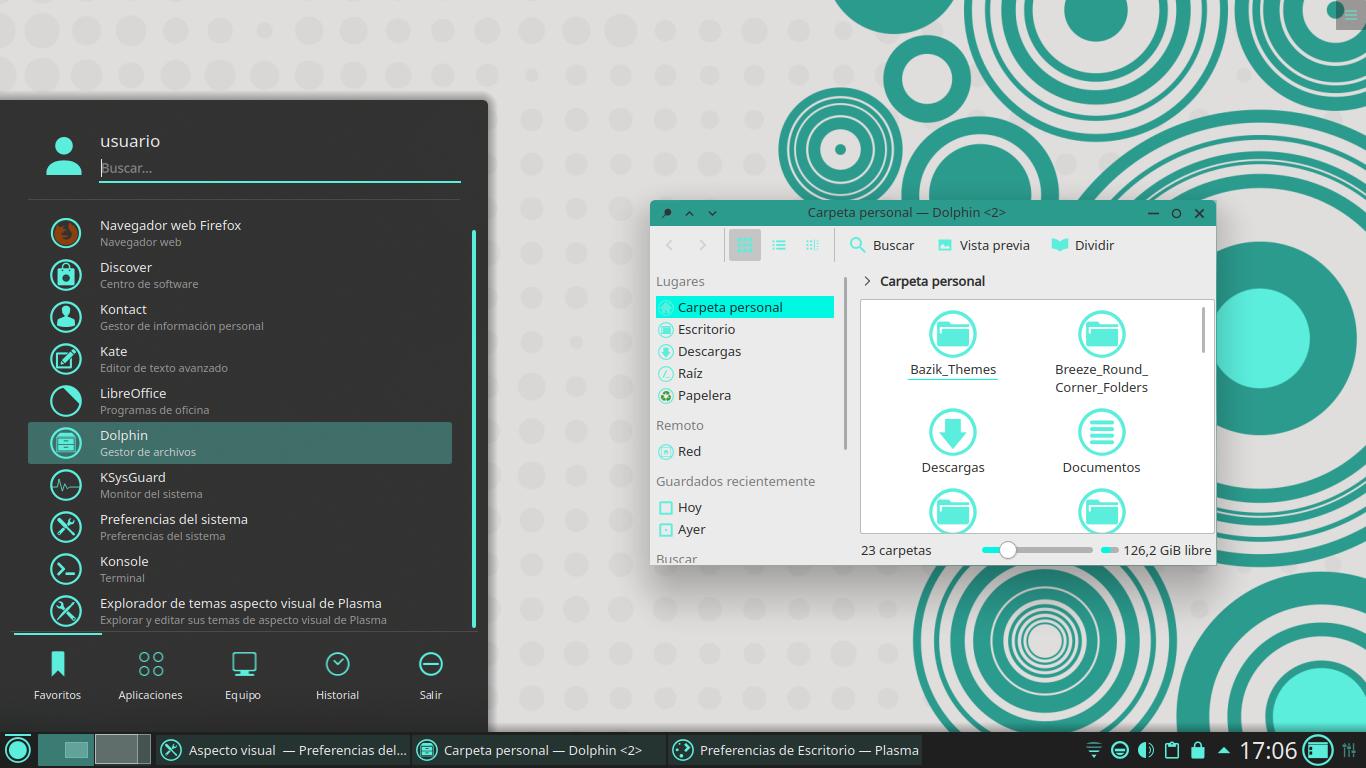 usuario
Buscar...
Navegador web Firefox
Navegador web
Discover
Centro de software
Kontact
Gestor de información personal
Kate
Editor de texto avanzado
LibreOffice
Programas de oficina
Dolphin
Gestor de archivos
KSysGuard
Monitor del sistema
Preferencias del sistema
Preferencias del sistema
Konsole
Terminal
Explorador de temas aspecto visual de Plasma
Explorar y editar sus temas de aspecto visual de Plasma
Favoritos
Aplicaciones
Equipo
Historial
Salir
Carpeta personal — Dolphin <2>
Buscar
Vista previa
Dividir
Lugares
Carpeta personal
Escritorio
Descargas
Raíz
Papelera
Remoto
Red
Guardados recientemente
Hoy
Ayer
Buscar
Carpeta personal
Bazik_Themes
Breeze_Round_
Corner_Folders
Descargas
Documentos
23 carpetas
126,2 GiB libre
Aspecto visual — Preferencias del...
Carpeta personal — Dolphin <2>
Preferencias de Escritorio — Plasma
17:06